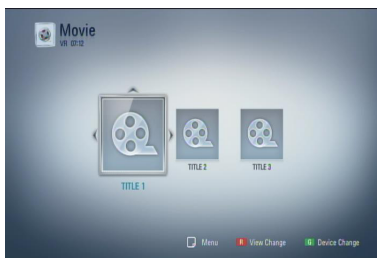 Movie
VR 07:12
TITLE 1
TITLE 2
TITLE 3
Menu
R View Change
G Device Change